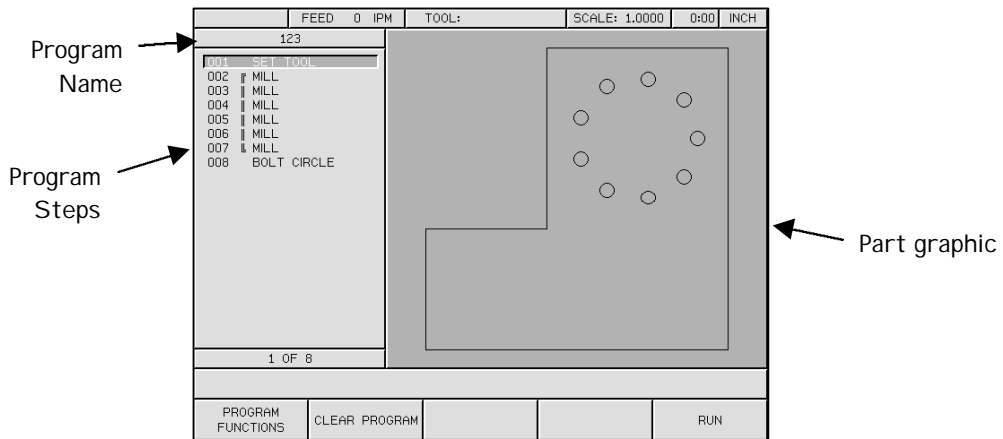 FEED 0 IPM TOOL: SCALE: 1.0000 0:00 INCH
Program
Name
123
001 SET TOOL
002 MILL
003 MILL
004 MILL
005 MILL
006 MILL
007 MILL
008 BOLT CIRCLE
Program
Steps
Part graphic
1 OF 8
PROGRAM
FUNCTIONS
CLEAR PROGRAM
RUN